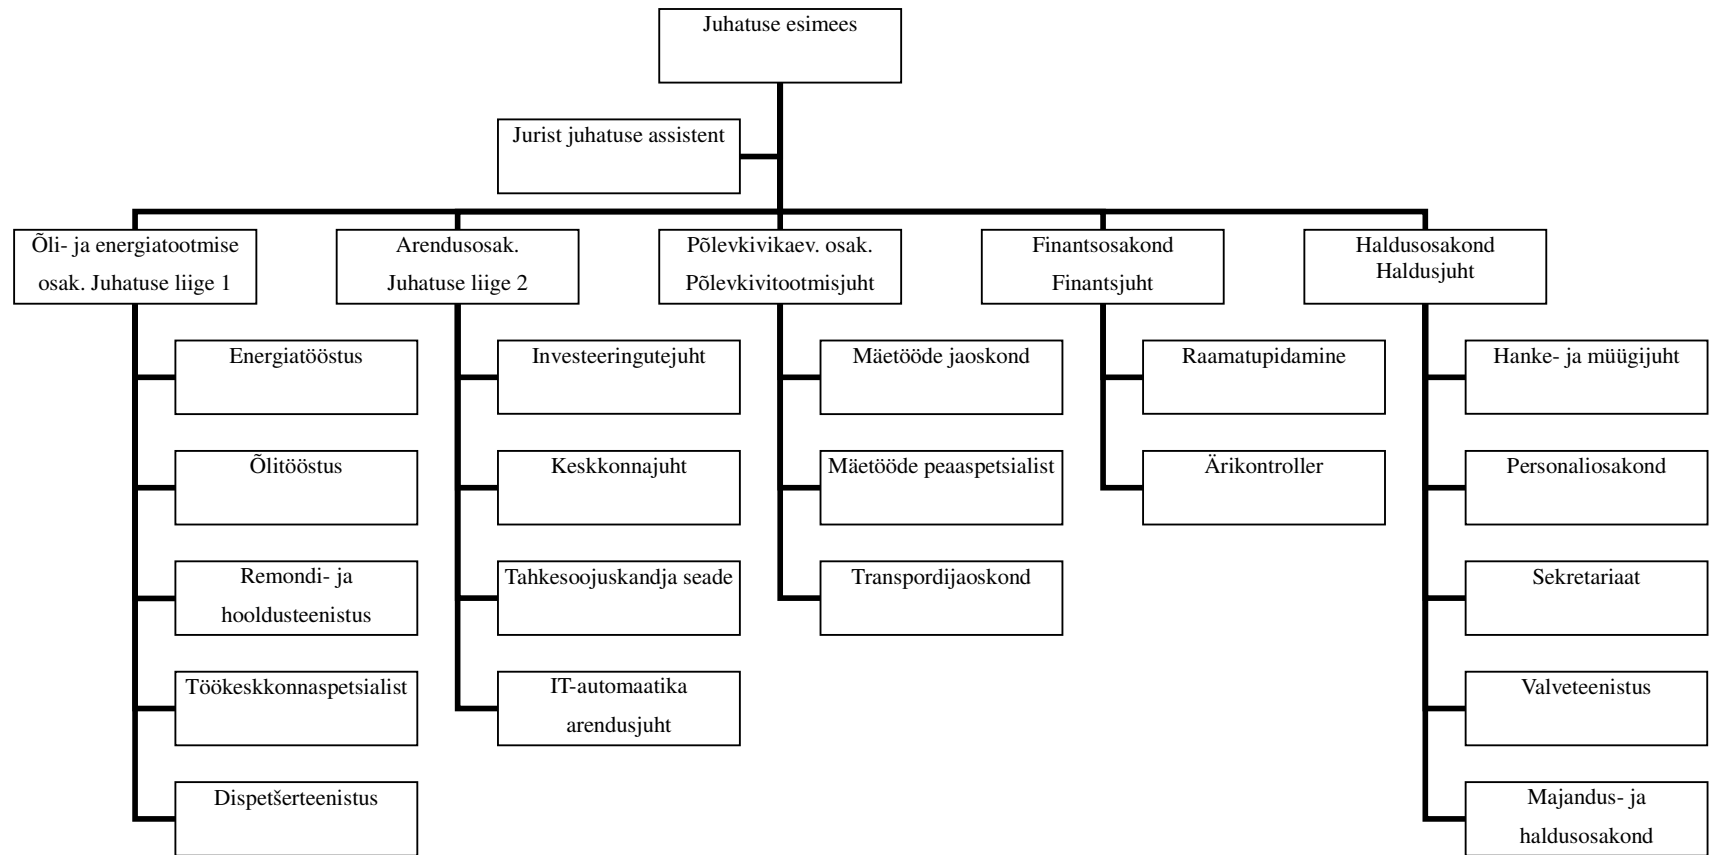 Juhatuse esimees
Jurist juhatuse assistent
Õli- ja energiatootmise
osak. Juhatuse liige 1
Arendusosak.
Juhatuse liige 2
Põlevkivikaev. osak.
Põlevkivitootmisjuht
Finantsosakond
Finantsjuht
Haldusosakond
Haldusjuht
Energiatööstus
Õlitööstus
Remondi- ja
hooldusteenistus
Töökeskkonnaspetsialist
Dispetšerteenistus
Investeeringutejuht
Keskkonnajuht
Tahkesoojuskandja seade
IT-automaatika
arendusjuht
Mäetööde jaoskond
Mäetööde peaaspetsialist
Transpordijaoskond
Raamatupidamine
Ärikontroller
Hanke- ja müügijuht
Personaliosakond
Sekretariaat
Valveteenistus
Majandus- ja
haldusosakond